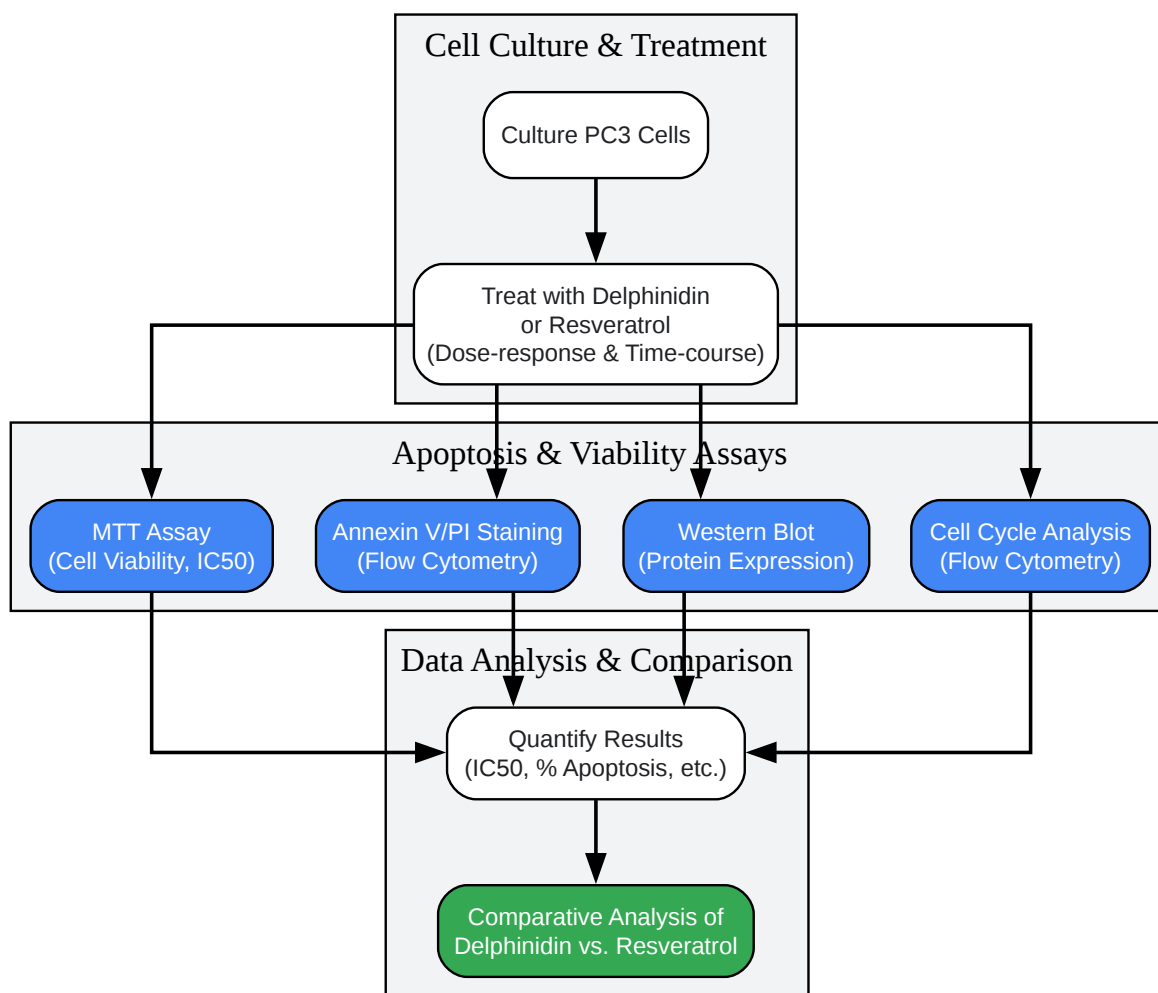 Cell Culture & Treatment
Culture PC3 Cells
Treat with Delphinidin
or Resveratrol
(Dose-response & Time-course)
Apoptosis & Viability Assays
MTT Assay
(Cell Viability, IC50)
Annexin V/PI Staining
(Flow Cytometry)
Western Blot
(Protein Expression)
Cell Cycle Analysis
(Flow Cytometry)
Data Analysis & Comparison
Quantify Results
(IC50, % Apoptosis, etc.)
Comparative Analysis of
Delphinidin vs. Resveratrol